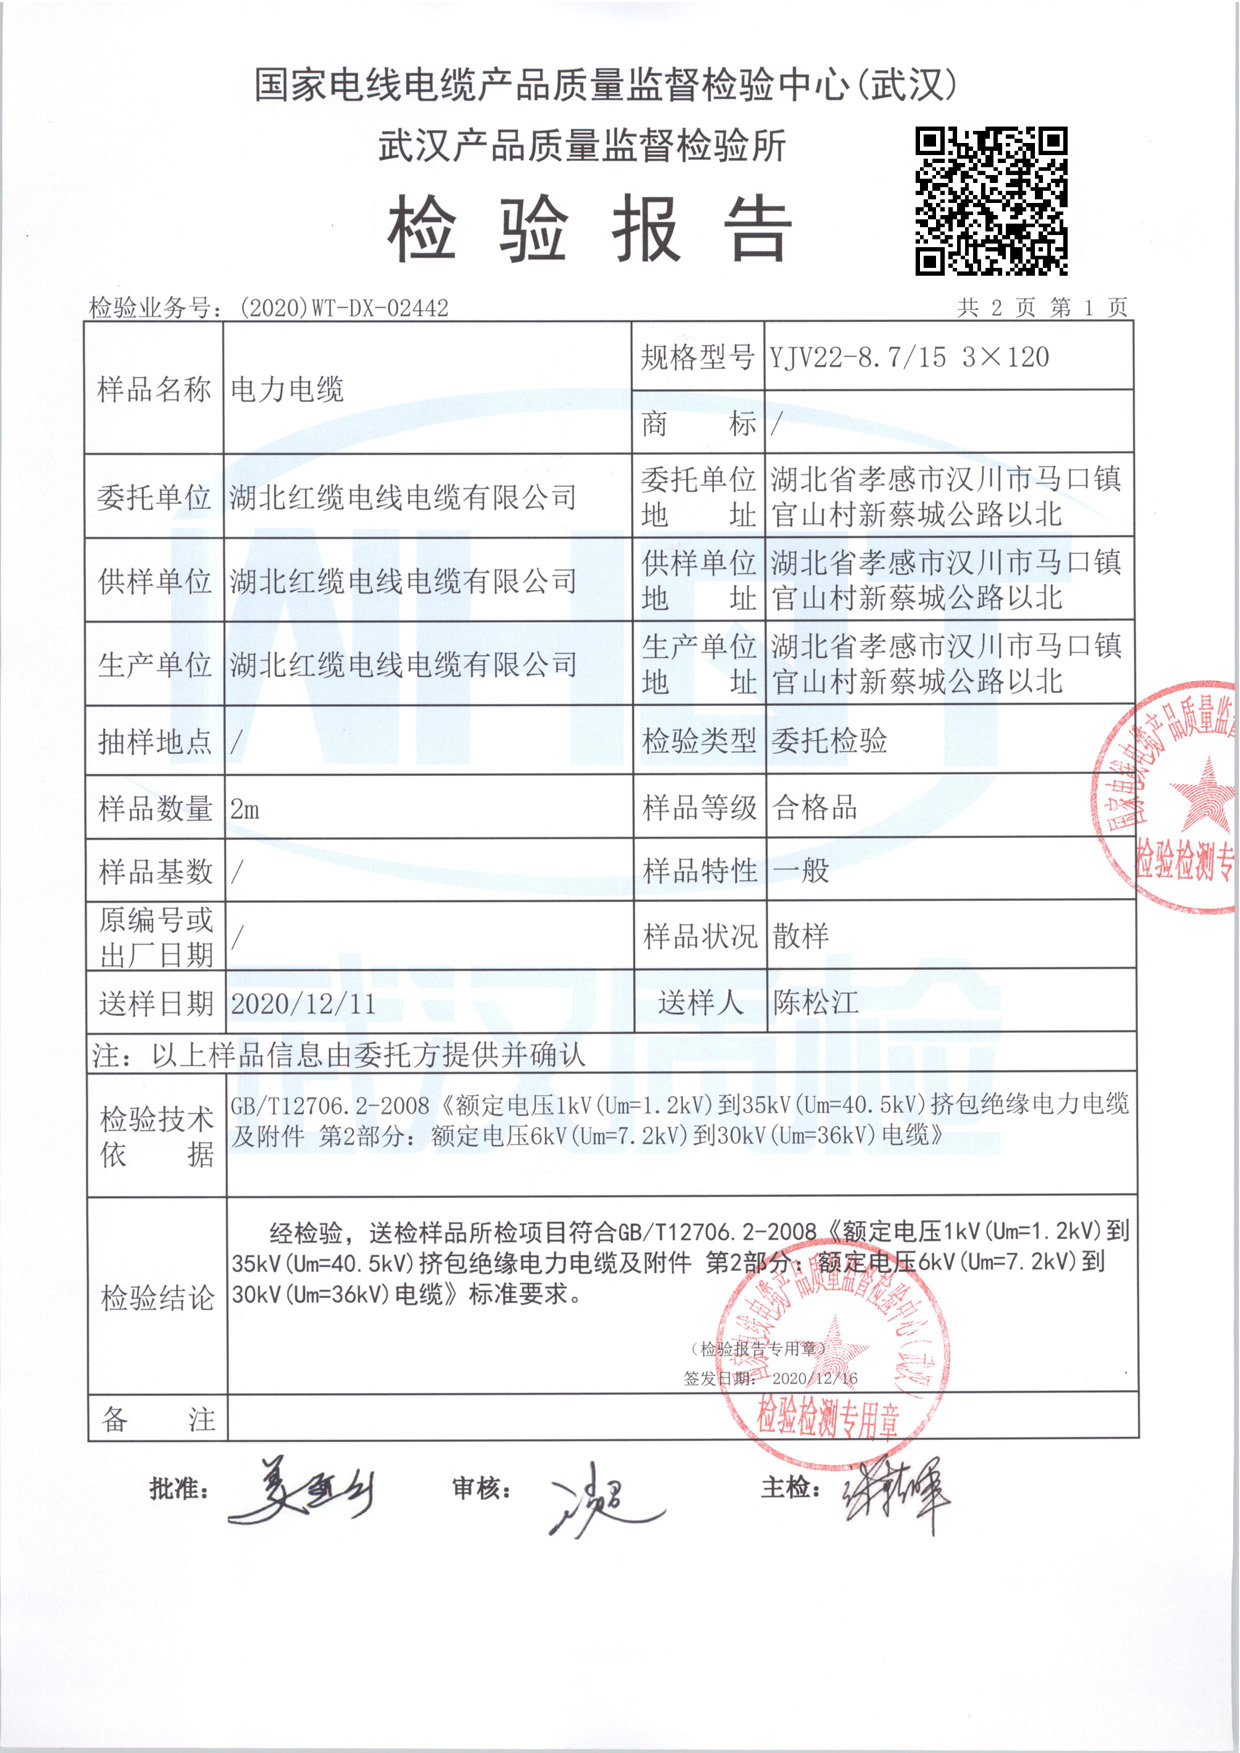 国家电线电缆产品质量监督检验中心(武汉)
武汉产品质量监督检验所
检验报告
检验业务号: (2020)WT-DX-02442
共 2 页 第 1 页
样品名称 电力电缆
规格型号 YJV22-8.7/15 3×120
商 标 /
委托单位 湖北红缆电线电缆有限公司
委托单位地 址 湖北省孝感市汉川市马口镇
官山村新蔡城公路以北
供样单位 湖北红缆电线电缆有限公司
供样单位地 址 湖北省孝感市汉川市马口镇
官山村新蔡城公路以北
生产单位 湖北红缆电线电缆有限公司
生产单位地 址 湖北省孝感市汉川市马口镇
官山村新蔡城公路以北
抽样地点 / 检验类型 委托检验
样品数量 2m 样品等级 合格品
样品基数 / 样品特性 一般
原编号或
出厂日期 / 样品状况 散样
送样日期 2020/12/11 送样人 陈松江
注: 以上样品信息由委托方提供并确认
检验技术
依 据
GB/T12706.2-2008《额定电压1kV(Um=1.2kV)到35kV(Um=40.5kV)挤包绝缘电力电缆
及附件 第2部分: 额定电压6kV(Um=7.2kV)到30kV(Um=36kV)电缆》
检验结论
经检验, 送检样品所检项目符合GB/T12706.2-2008《额定电压1kV(Um=1.2kV)到
35kV(Um=40.5kV)挤包绝缘电力电缆及附件 第2部分: 额定电压6kV(Um=7.2kV)到
30kV(Um=36kV)电缆》标准要求。
(检验报告专用章)
签发日期: 2020/12/16
备 注
批准:
审核:
主检:
国家电线电缆产品质量监督检验中心(武汉)
检验检测专用章
国家电线电缆产品质量监
检验检测专
WHQT
武汉质检